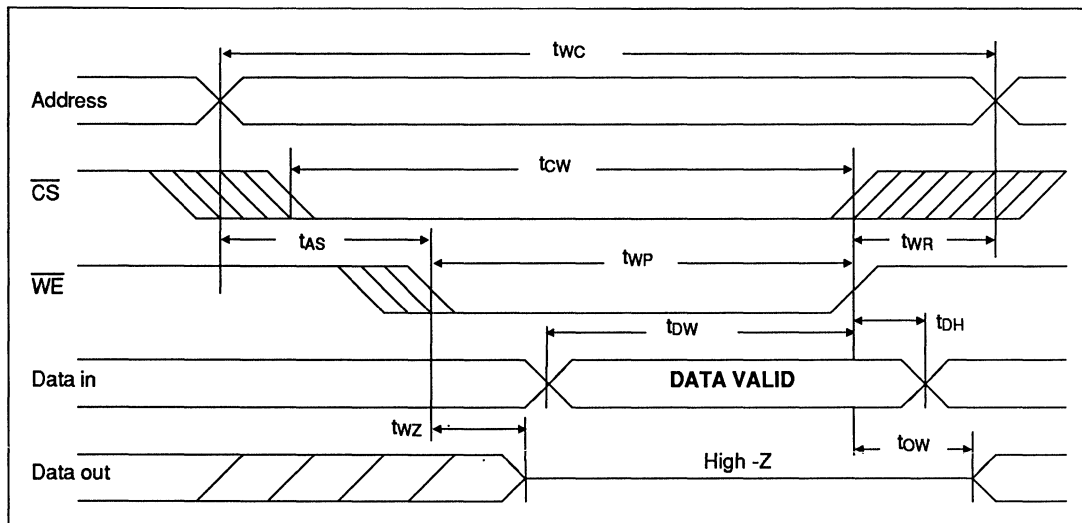 tWC
Address
tCW
CS
tAS
tWR
tWP
WE
tDW
tDH
Data in
DATA VALID
tWZ
tOW
High -Z
Data out